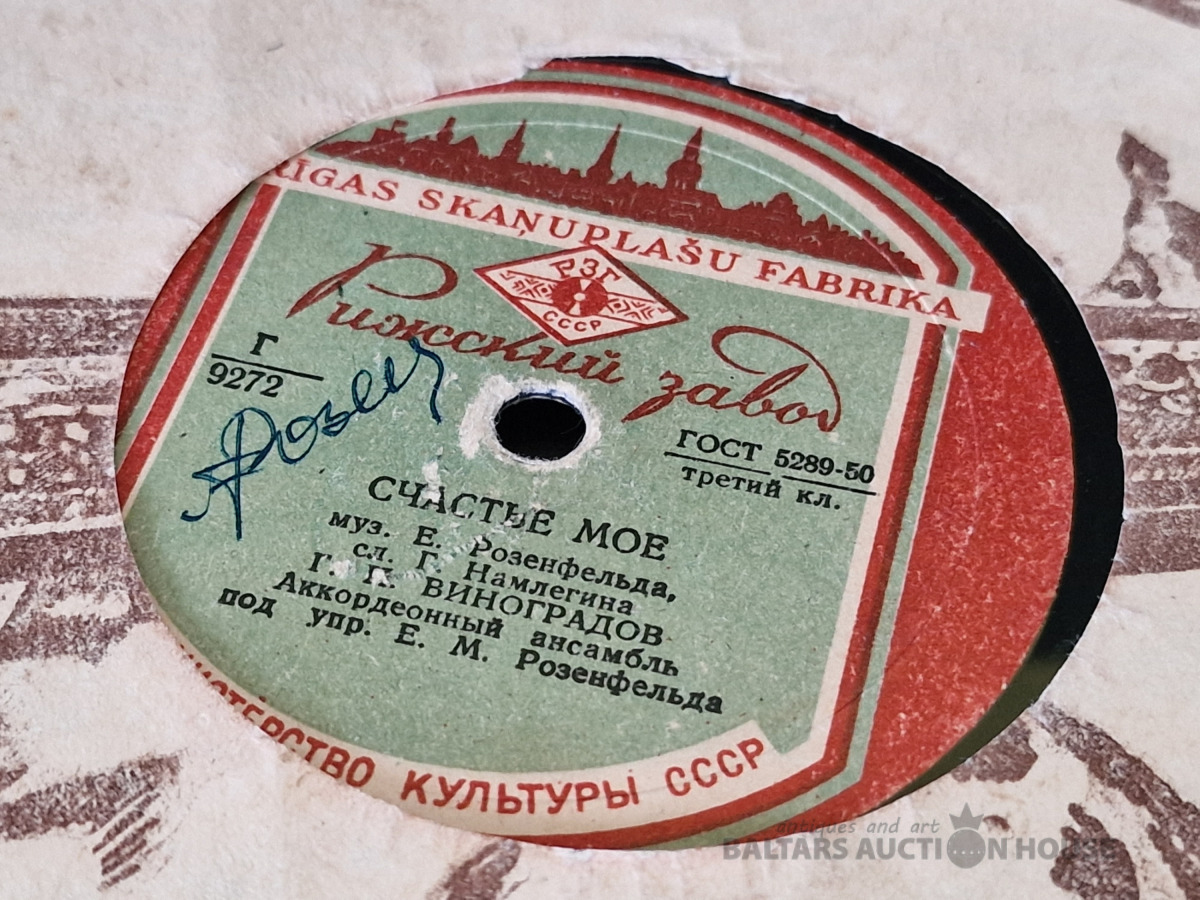 RĪGAS SKAŅUPLAŠU FABRIKA
РЗГ
СССР
Рижский завод
Г
9272
ГОСТ 5289-50
третий кл.
СЧАСТЬЕ МОЕ
муз. Е. Розенфельда,
сл. Г. Намлегина
Г. П. ВИНОГРАДОВ
Аккордеонный ансамбль
под упр. Е. М. Розенфельда
КУЛЬТУРЫ СССР
antiques and art
BALTARS AUCTION HOUSE